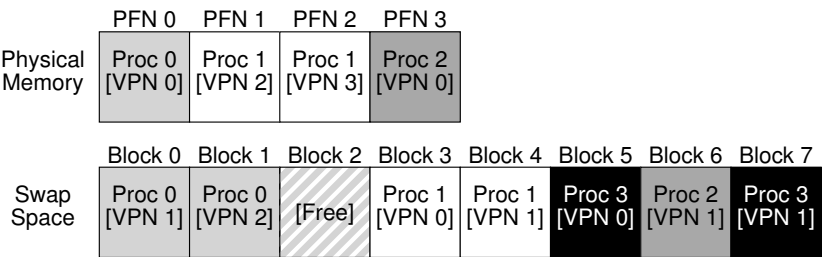 PFN 0 PFN 1 PFN 2 PFN 3
Physical Memory
Proc 0 [VPN 0]
Proc 1 [VPN 2]
Proc 1 [VPN 3]
Proc 2 [VPN 0]
Block 0 Block 1 Block 2 Block 3 Block 4 Block 5 Block 6 Block 7
Swap Space
Proc 0 [VPN 1]
Proc 0 [VPN 2]
[Free]
Proc 1 [VPN 0]
Proc 1 [VPN 1]
Proc 3 [VPN 0]
Proc 2 [VPN 1]
Proc 3 [VPN 1]